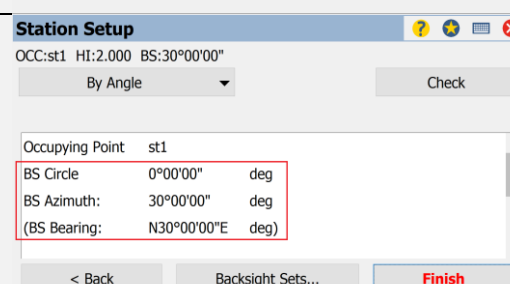 Station Setup
OCC:st1 HI:2.000 BS:30°00'00"
By Angle Check
Occupying Point st1
BS Circle 0°00'00" deg
BS Azimuth: 30°00'00" deg
(BS Bearing: N30°00'00"E deg)
< Back Backsight Sets... Finish